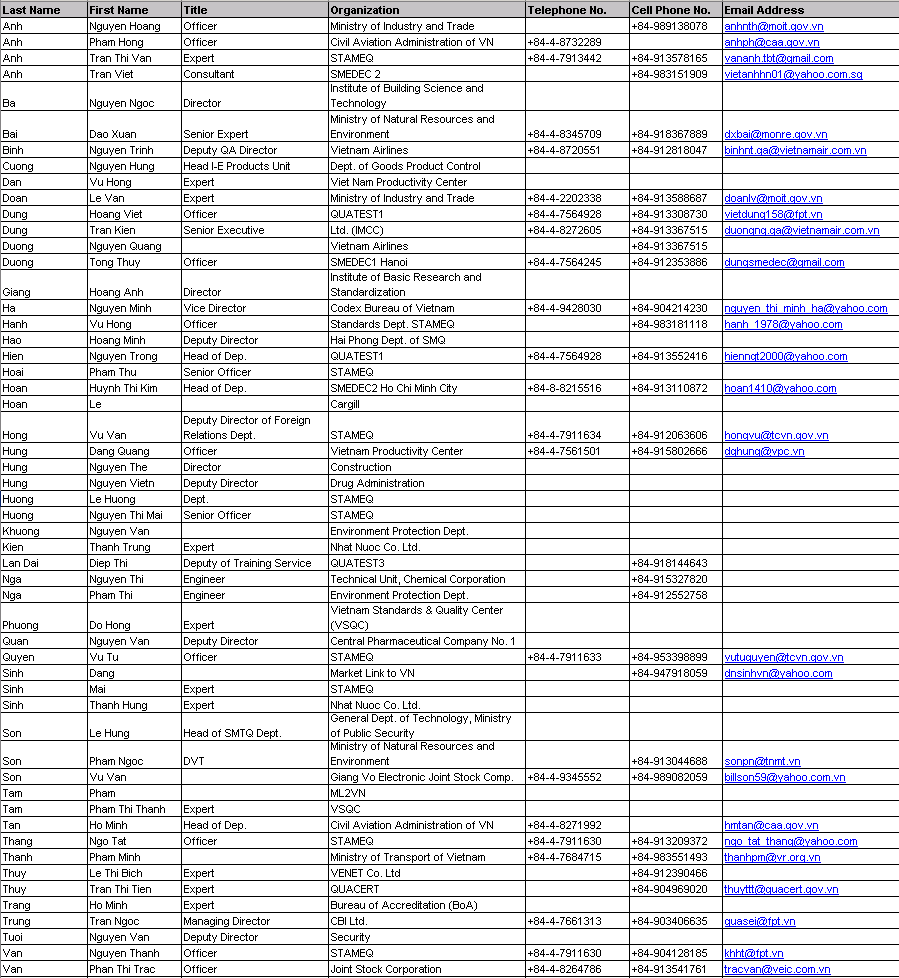 Last Name First Name Title Organization Telephone No. Cell Phone No. Email Address
Anh Nguyen Hoang Officer Ministry of Industry and Trade +84-989138078 anhnth@moit.gov.vn
Anh Pham Hong Officer Civil Aviation Administration of VN +84-4-8732289 anhph@caa.gov.vn
Anh Tran Thi Van Expert STAMEQ +84-4-7913442 +84-913578165 vananh.tbt@gmail.com
Anh Tran Viet Consultant SMEDEC 2 +84-983151909 vietanhhn01@yahoo.com.sg
Institute of Building Science and
Ba Nguyen Ngoc Director Technology
Ministry of Natural Resources and
Bai Dao Xuan Senior Expert Environment +84-4-8345709 +84-918367889 dxbai@monre.gov.vn
Binh Nguyen Trinh Deputy QA Director Vietnam Airlines +84-4-8720551 +84-912818047 binhnt.qa@vietnamair.com.vn
Cuong Nguyen Hung Head I-E Products Unit Dept. of Goods Product Control
Dan Vu Hong Expert Viet Nam Productivity Center
Doan Le Van Expert Ministry of Industry and Trade +84-4-2202338 +84-913588687 doanlv@moit.gov.vn
Dung Hoang Viet Officer QUATEST1 +84-4-7564928 +84-913308730 vietdung158@fpt.vn
Dung Tran Kien Senior Executive Ltd. (IMCC) +84-4-8272605 +84-913367515 duongnq.qa@vietnamair.com.vn
Duong Nguyen Quang Vietnam Airlines +84-913367515
Duong Tong Thuy Officer SMEDEC1 Hanoi +84-4-7564245 +84-912353886 dungsmedec@gmail.com
Institute of Basic Research and
Giang Hoang Anh Director Standardization
Ha Nguyen Minh Vice Director Codex Bureau of Vietnam +84-4-9428030 +84-904214230 nguyen_thi_minh_ha@yahoo.com
Hanh Vu Hong Officer Standards Dept. STAMEQ +84-983181118 hanh_1978@yahoo.com
Hao Hoang Minh Deputy Director Hai Phong Dept. of SMQ
Hien Nguyen Trong Head of Dep. QUATEST1 +84-4-7564928 +84-913552416 hiennqt2000@yahoo.com
Hoai Pham Thu Senior Officer STAMEQ
Hoan Huynh Thi Kim Head of Dep. SMEDEC2 Ho Chi Minh City +84-8-8215516 +84-913110872 hoan1410@yahoo.com
Hoan Le Cargill
Deputy Director of Foreign
Hong Vu Van Relations Dept. STAMEQ +84-4-7911634 +84-912063606 hongvu@tcvn.gov.vn
Hung Dang Quang Officer Vietnam Productivity Center +84-4-7561501 +84-915802666 dqhung@vpc.vn
Hung Nguyen The Director Construction
Hung Nguyen Vietn Deputy Director Drug Administration
Huong Le Huong Dept. STAMEQ
Huong Nguyen Thi Mai Senior Officer STAMEQ
Khuong Nguyen Van Environment Protection Dept.
Kien Thanh Trung Expert Nhat Nuoc Co. Ltd.
Lan Dai Diep Thi Deputy of Training Service QUATEST3 +84-918144643
Nga Nguyen Thi Engineer Technical Unit, Chemical Corporation +84-915327820
Nga Pham Thi Engineer Environment Protection Dept. +84-912552758
Vietnam Standards & Quality Center
Phuong Do Hong Expert (VSQC)
Quan Nguyen Van Deputy Director Central Pharmaceutical Company No. 1
Quyen Vu Tu Officer STAMEQ +84-4-7911633 +84-953398899 vutuquyen@tcvn.gov.vn
Sinh Dang Market Link to VN +84-947918059 dnsinhvn@yahoo.com
Sinh Mai Expert STAMEQ
Sinh Thanh Hung Expert Nhat Nuoc Co. Ltd.
General Dept. of Technology, Ministry
Son Le Hung Head of SMTQ Dept. of Public Security
Ministry of Natural Resources and
Son Pham Ngoc DVT Environment +84-913044688 sonpn@tnmt.vn
Son Vu Van Giang Vo Electronic Joint Stock Comp. +84-4-9345552 +84-989082059 billson59@yahoo.com.vn
Tam Pham ML2VN
Tam Pham Thi Thanh Expert VSQC
Tan Ho Minh Head of Dep. Civil Aviation Administration of VN +84-4-8271992 hmtan@caa.gov.vn
Thang Ngo Tat Officer STAMEQ +84-4-7911630 +84-913209372 ngo_tat_thang@yahoo.com
Thanh Pham Minh Ministry of Transport of Vietnam +84-4-7684715 +84-983551493 thanhpm@vr.org.vn
Thuy Le Thi Bich Expert VENET Co. Ltd +84-912390466
Thuy Tran Thi Tien Expert QUACERT +84-904969020 thuyttt@quacert.gov.vn
Trang Ho Minh Expert Bureau of Accreditation (BoA)
Trung Tran Ngoc Managing Director CBI Ltd. +84-4-7661313 +84-903406635 quasei@fpt.vn
Tuoi Nguyen Van Deputy Director Security
Van Nguyen Thanh Officer STAMEQ +84-4-7911630 +84-904128185 khht@fpt.vn
Van Phan Thi Trac Officer Joint Stock Corporation +84-4-8264786 +84-913541761 tracvan@veic.com.vn